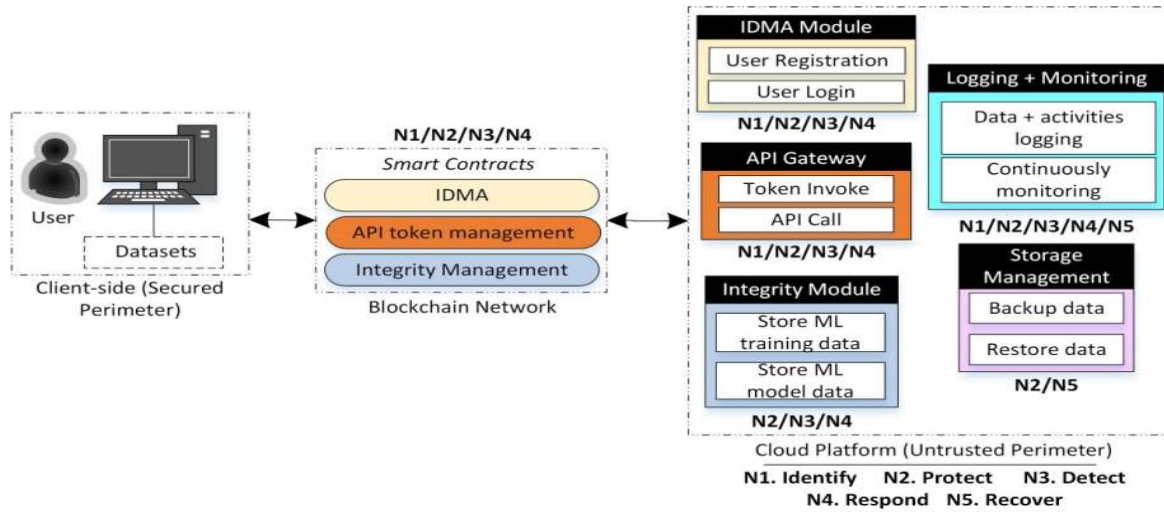 User
Datasets
Client-side (Secured
Perimeter)
N1/N2/N3/N4
Smart Contracts
IDMA
API token management
Integrity Management
Blockchain Network
IDMA Module
User Registration
User Login
N1/N2/N3/N4
API Gateway
Token Invoke
API Call
N1/N2/N3/N4
Integrity Module
Store ML
training data
Store ML
model data
N2/N3/N4
Logging + Monitoring
Data + activities
logging
Continuously
monitoring
N1/N2/N3/N4/N5
Storage
Management
Backup data
Restore data
N2/N5
Cloud Platform (Untrusted Perimeter)
N1. Identify N2. Protect N3. Detect
N4. Respond N5. Recover